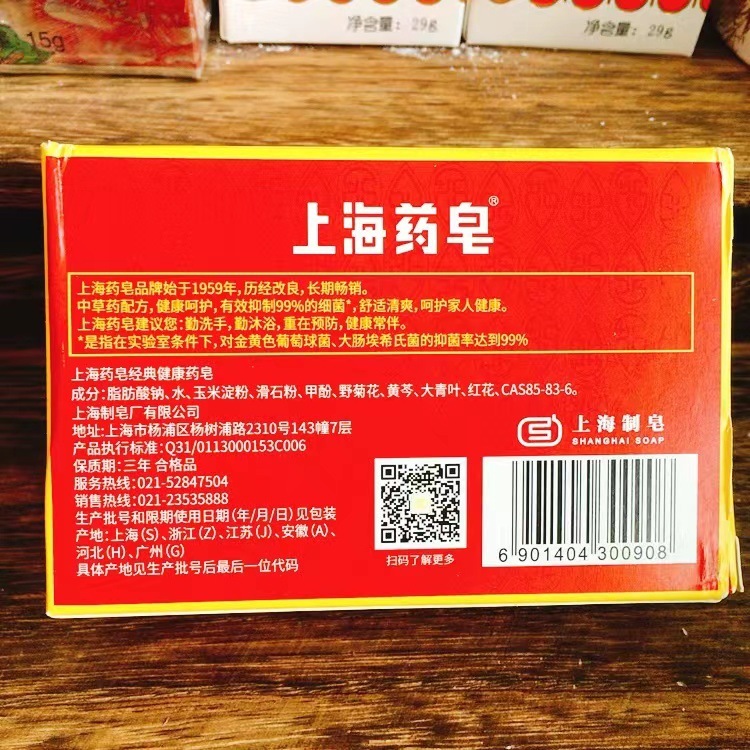 15g
净含量: 29g
净含量: 29g
上海药皂®
上海药皂品牌始于1959年,历经改良,长期畅销。
中草药配方,健康呵护,有效抑制99%的细菌*,舒适清爽,呵护家人健康。
上海药皂建议您:勤洗手,勤沐浴,重在预防,健康常伴。
*是指在实验室条件下,对金黄色葡萄球菌、大肠埃希氏菌的抑菌率达到99%
上海药皂经典健康药皂
成分:脂肪酸钠、水、玉米淀粉、滑石粉、甲酚、野菊花、黄芩、大青叶、红花、CAS85-83-6。
上海制皂厂有限公司
地址:上海市杨浦区杨树浦路2310号143幢7层
产品执行标准:Q31/0113000153C006
保质期:三年 合格品
服务热线:021-52847504
销售热线:021-23535888
生产批号和限期使用日期(年/月/日)见包装
产地:上海(S)、浙江(Z)、江苏(J)、安徽(A)、
河北(H)、广州(G)
具体产地见生产批号后最后一位代码
扫码了解更多
上海制皂
SHANGHAI SOAP
6 901404 300908